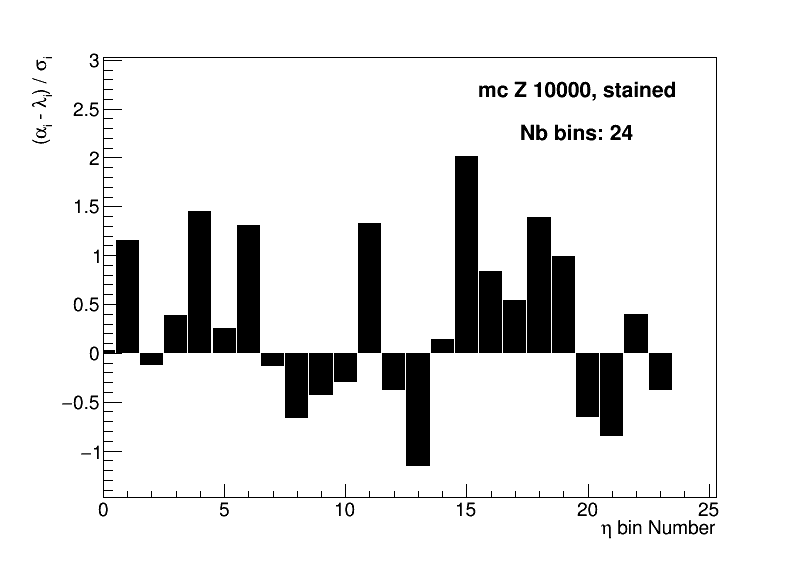 (αi - λi) / σi
mc Z 10000, stained
Nb bins: 24
3
2.5
2
1.5
1
0.5
0
−0.5
−1
0 5 10 15 20 25
η bin Number